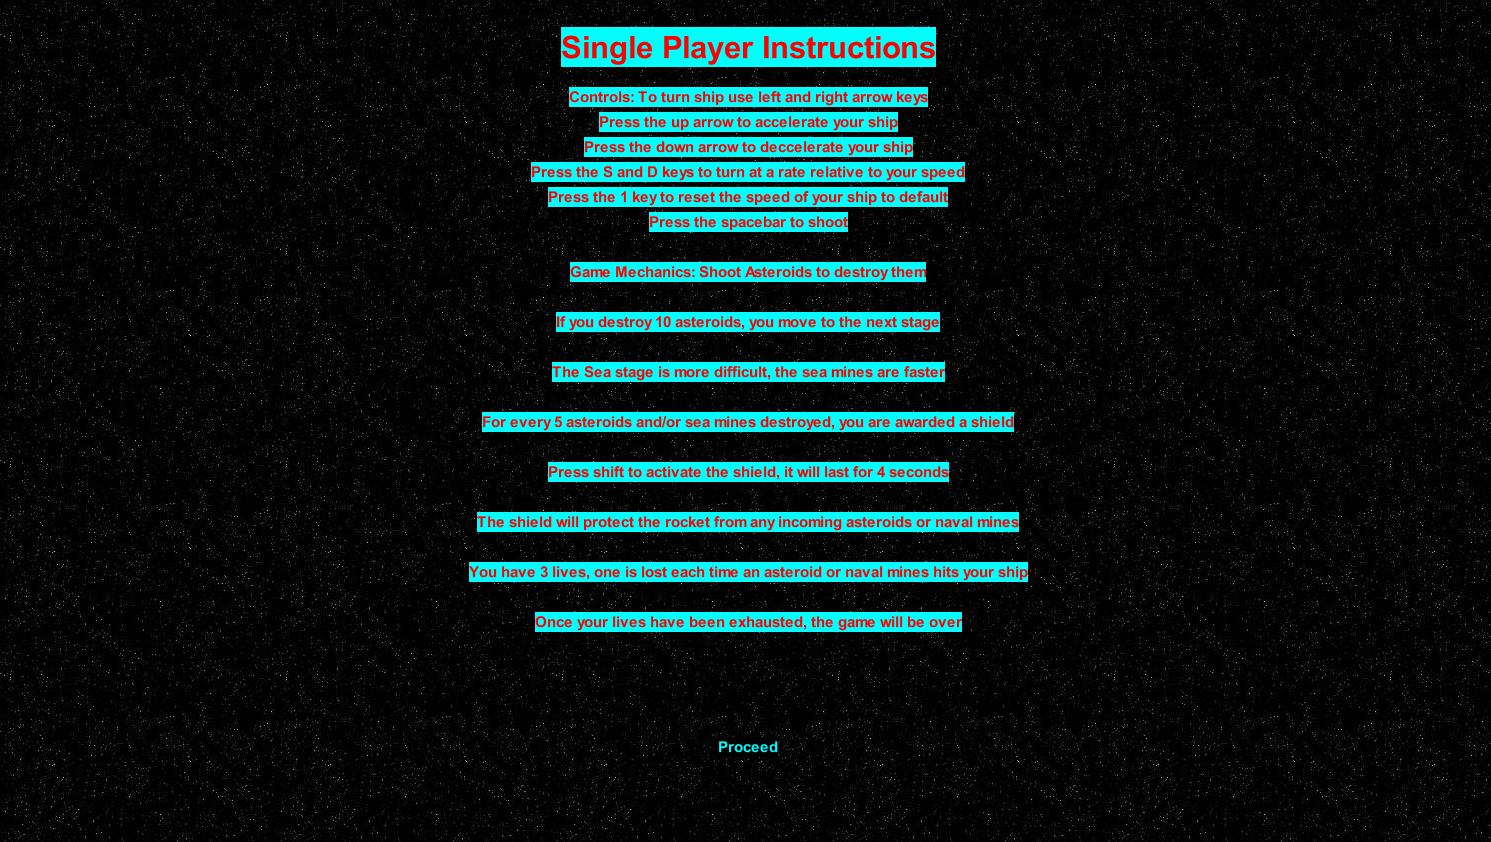 Single Player Instructions
Controls: To turn ship use left and right arrow keys
Press the up arrow to accelerate your ship
Press the down arrow to deccelerate your ship
Press the S and D keys to turn at a rate relative to your speed
Press the 1 key to reset the speed of your ship to default
Press the spacebar to shoot
Game Mechanics: Shoot Asteroids to destroy them
If you destroy 10 asteroids, you move to the next stage
The Sea stage is more difficult, the sea mines are faster
For every 5 asteroids and/or sea mines destroyed, you are awarded a shield
Press shift to activate the shield, it will last for 4 seconds
The shield will protect the rocket from any incoming asteroids or naval mines
You have 3 lives, one is lost each time an asteroid or naval mines hits your ship
Once your lives have been exhausted, the game will be over
Proceed